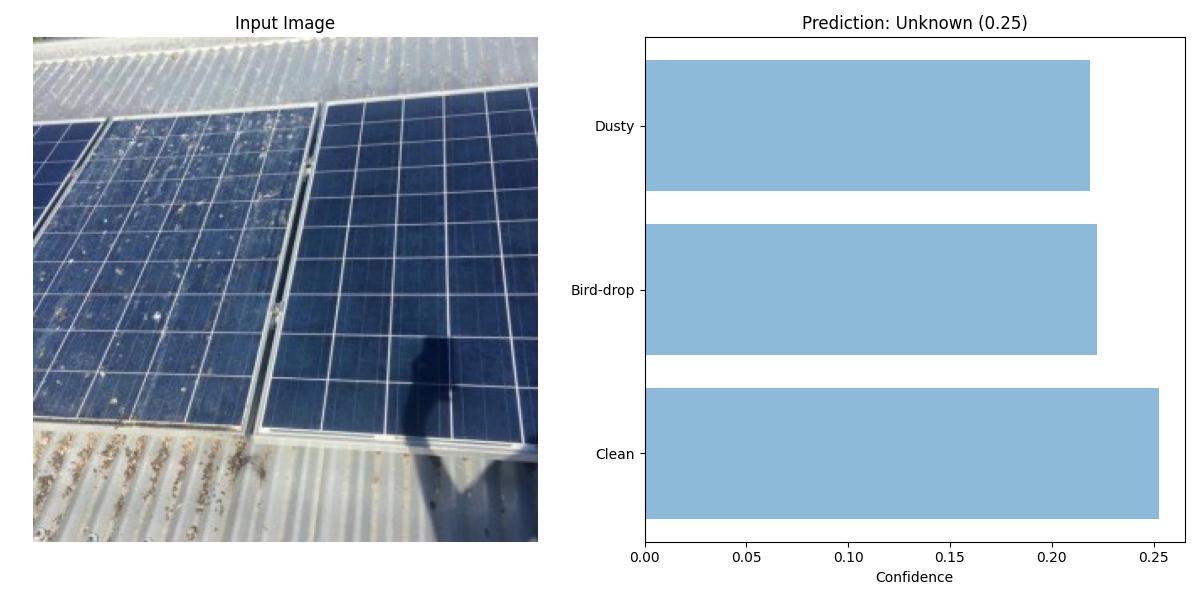 Input Image
Prediction: Unknown (0.25)
Dusty
Bird-drop
Clean
0.00 0.05 0.10 0.15 0.20 0.25
Confidence